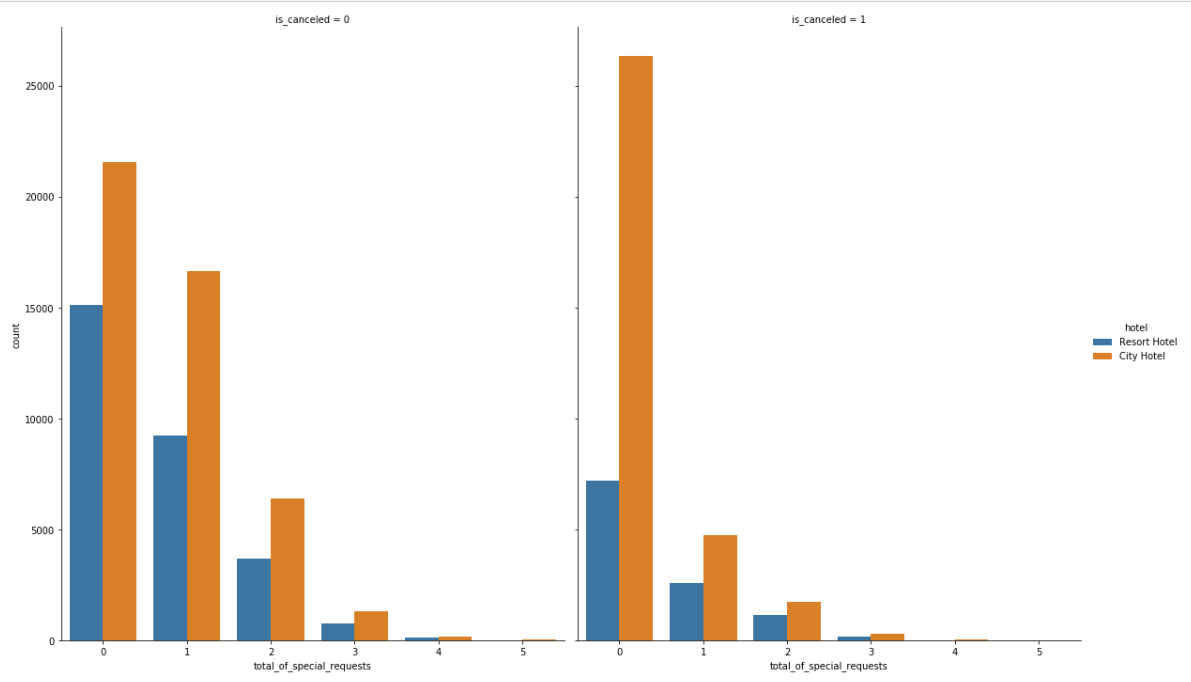 is_canceled = 0
is_canceled = 1
25000
20000
15000
10000
5000
0
count
0 1 2 3 4 5
total_of_special_requests
0 1 2 3 4 5
total_of_special_requests
hotel
Resort Hotel
City Hotel